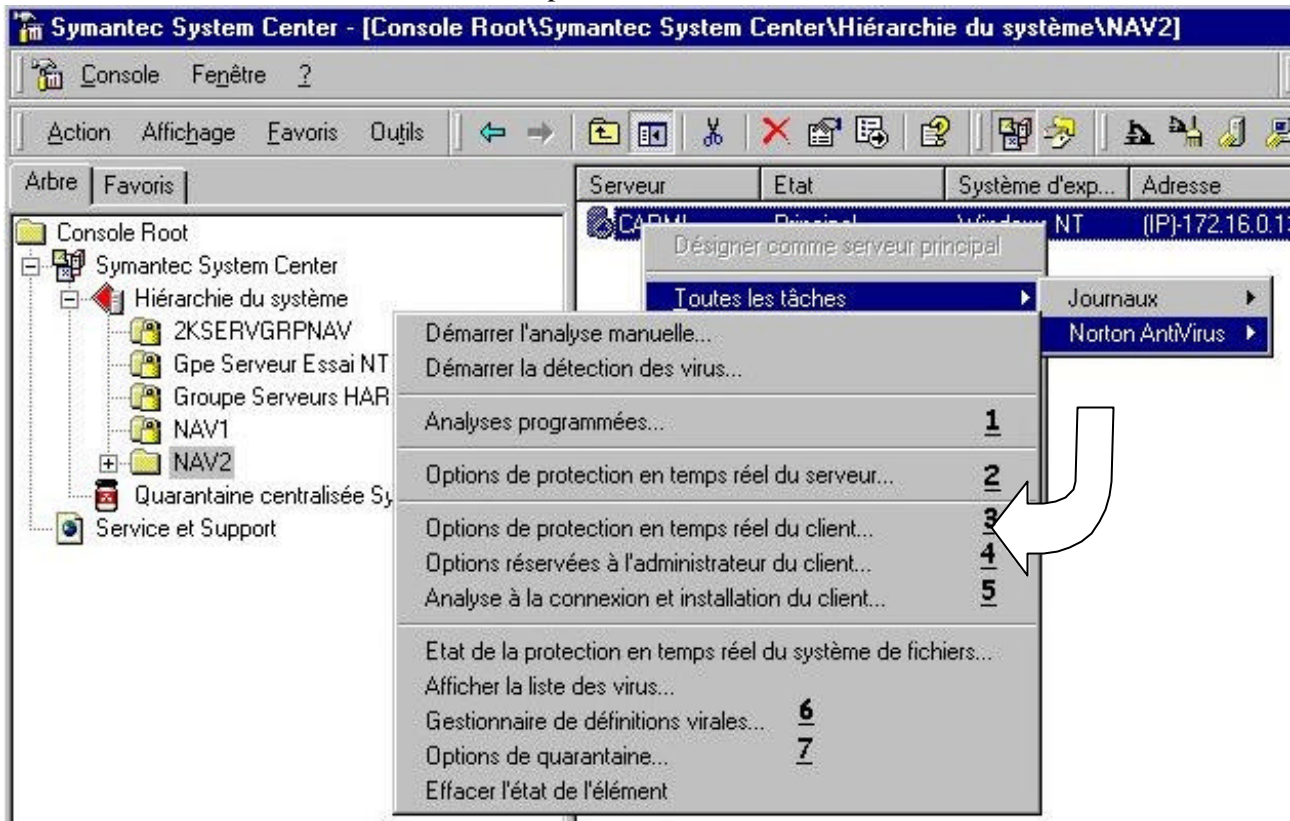 Symantec System Center - [Console Root\Symantec System Center\Hiérarchie du système\NAV2]
Console Fenêtre ?
Action Affichage Favoris Outils
Arbre Favoris
Serveur Etat Système d'exp... Adresse
Console Root
Symantec System Center
Hiérarchie du système
2KSERVGRPNAV
Gpe Serveur Essai NT
Groupe Serveurs HAR
NAV1
NAV2
Quarantaine centralisée Sy
Service et Support
Principal Windows NT (IP)-172.16.0.13
Désigner comme serveur principal
Toutes les tâches
Journaux
Norton AntiVirus
Démarrer l'analyse manuelle...
Démarrer la détection des virus...
Analyses programmées... 1
Options de protection en temps réel du serveur... 2
Options de protection en temps réel du client... 3
Options réservées à l'administrateur du client... 4
Analyse à la connexion et installation du client... 5
Etat de la protection en temps réel du système de fichiers...
Afficher la liste des virus...
Gestionnaire de définitions virales... 6
Options de quarantaine... 7
Effacer l'état de l'élément